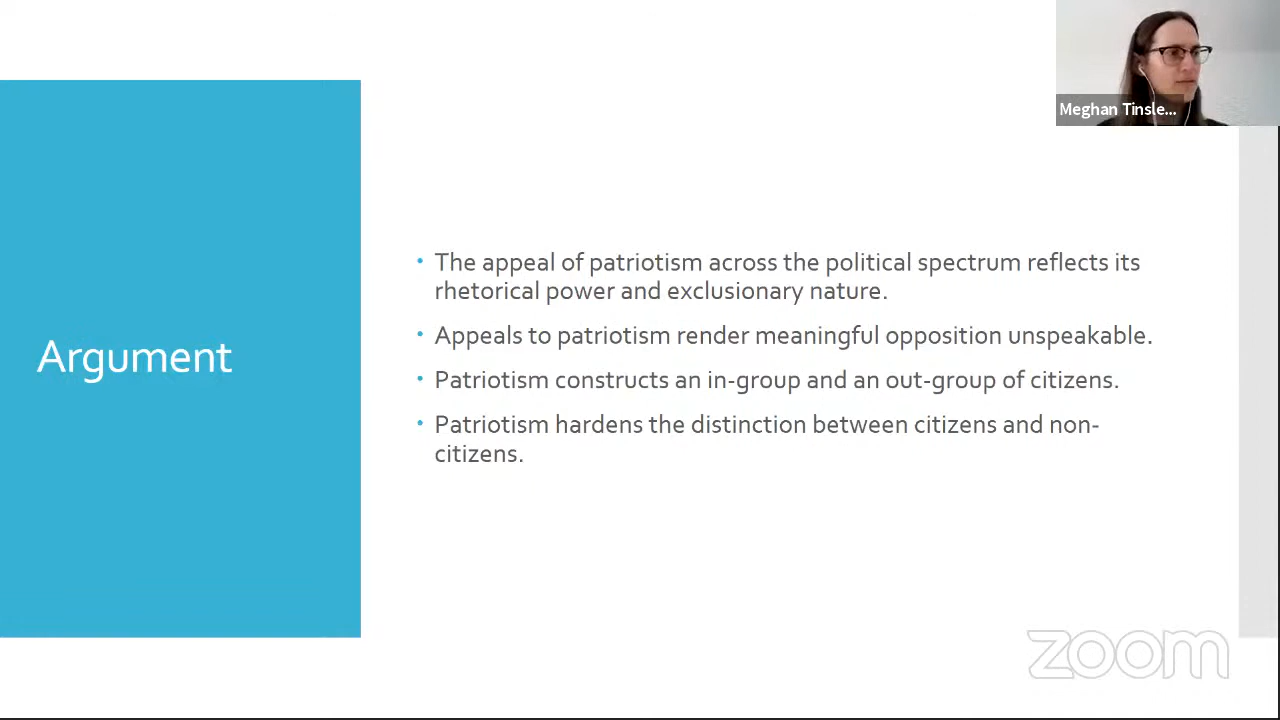 Meghan Tinsle...
Argument
• The appeal of patriotism across the political spectrum reflects its
rhetorical power and exclusionary nature.
• Appeals to patriotism render meaningful opposition unspeakable.
• Patriotism constructs an in-group and an out-group of citizens.
• Patriotism hardens the distinction between citizens and non-
citizens.
zoom